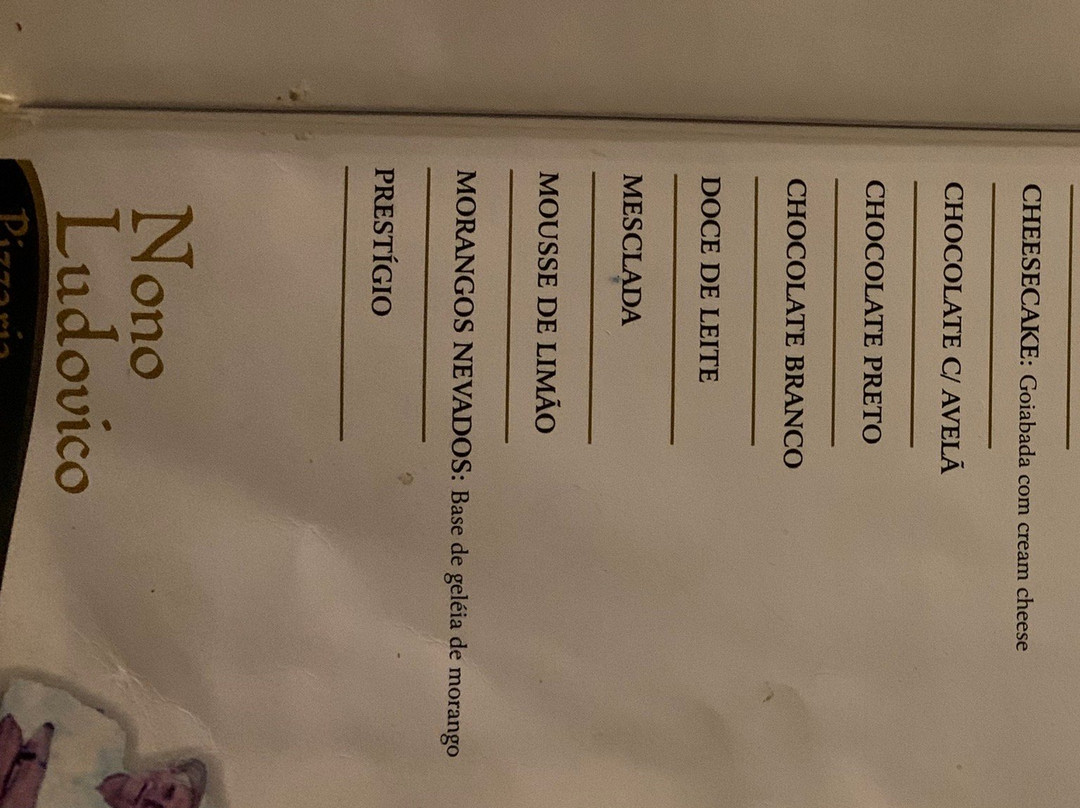 CHEESECAKE: Goiabada com cream cheese
CHOCOLATE C/ AVELÃ
CHOCOLATE PRETO
CHOCOLATE BRANCO
DOCE DE LEITE
MESCLADA
MOUSSE DE LIMÃO
MORANGOS NEVADOS: Base de geléia de morango
PRESTÍGIO
Nono
Ludovico
Pizzaria